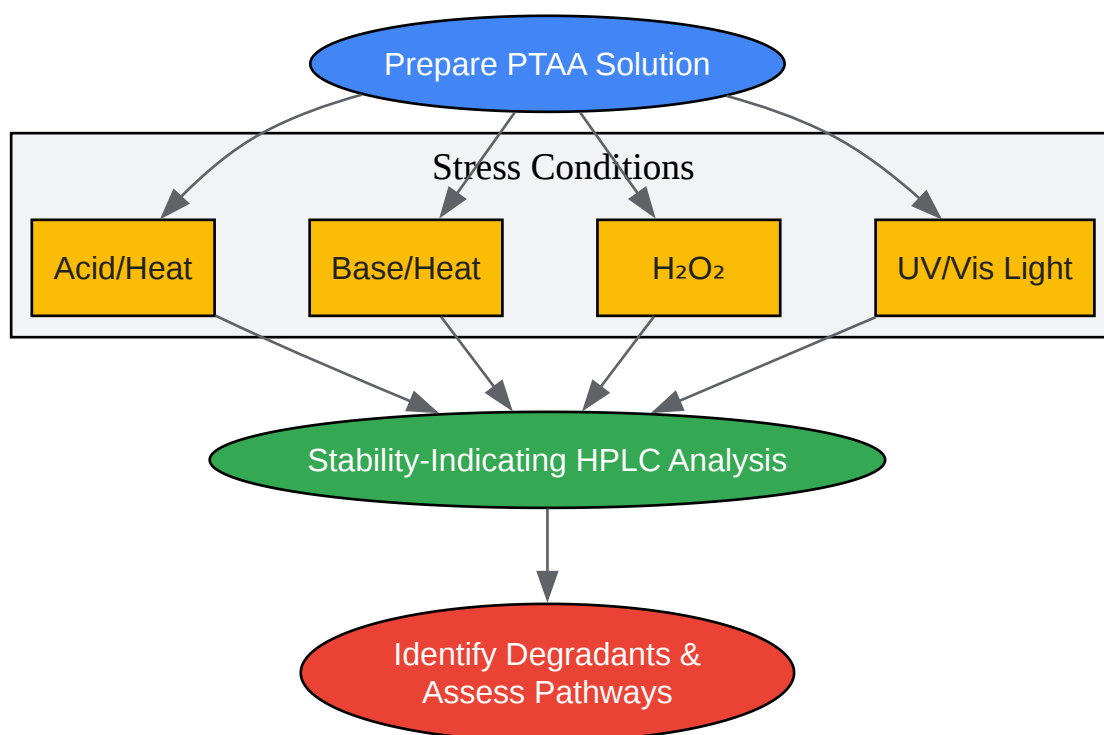 Prepare PTAA Solution
Stress Conditions
Acid/Heat
Base/Heat
H₂O₂
UV/Vis Light
Stability-Indicating HPLC Analysis
Identify Degradants &
Assess Pathways